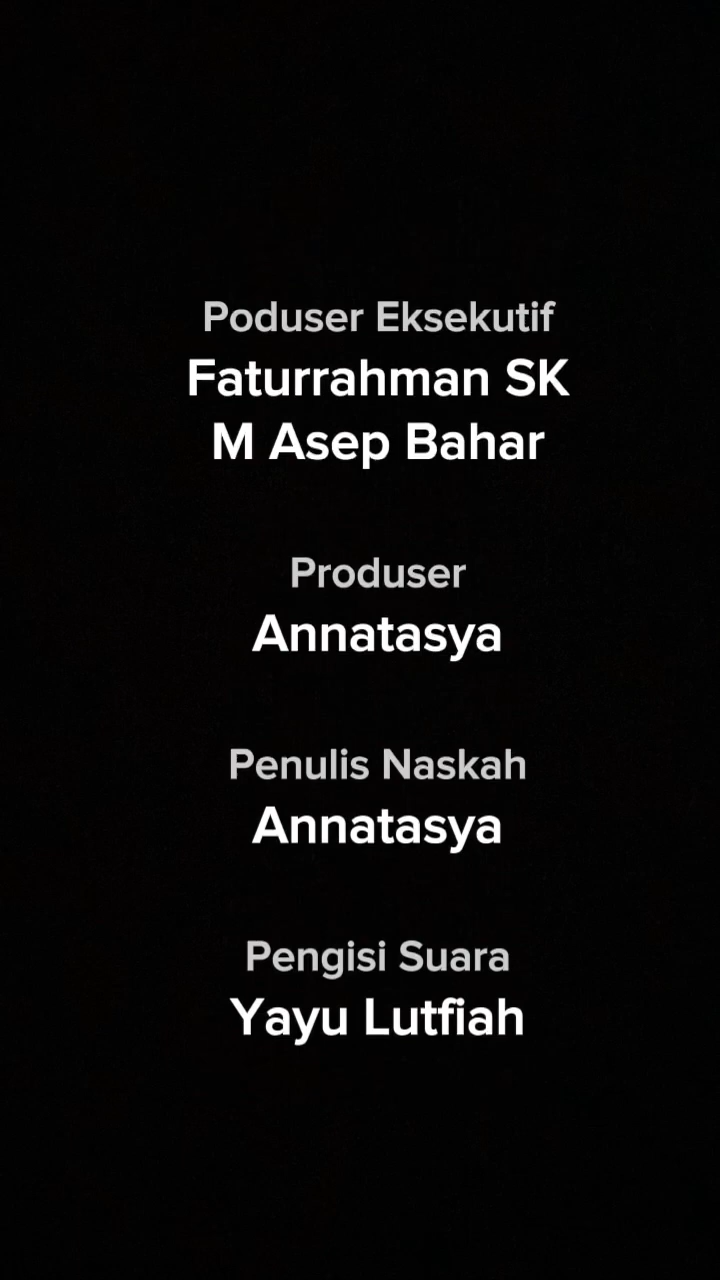 Poduser Eksekutif
Faturrahman SK
M Asep Bahar
Produser
Annatasya
Penulis Naskah
Annatasya
Pengisi Suara
Yayu Lutfiah